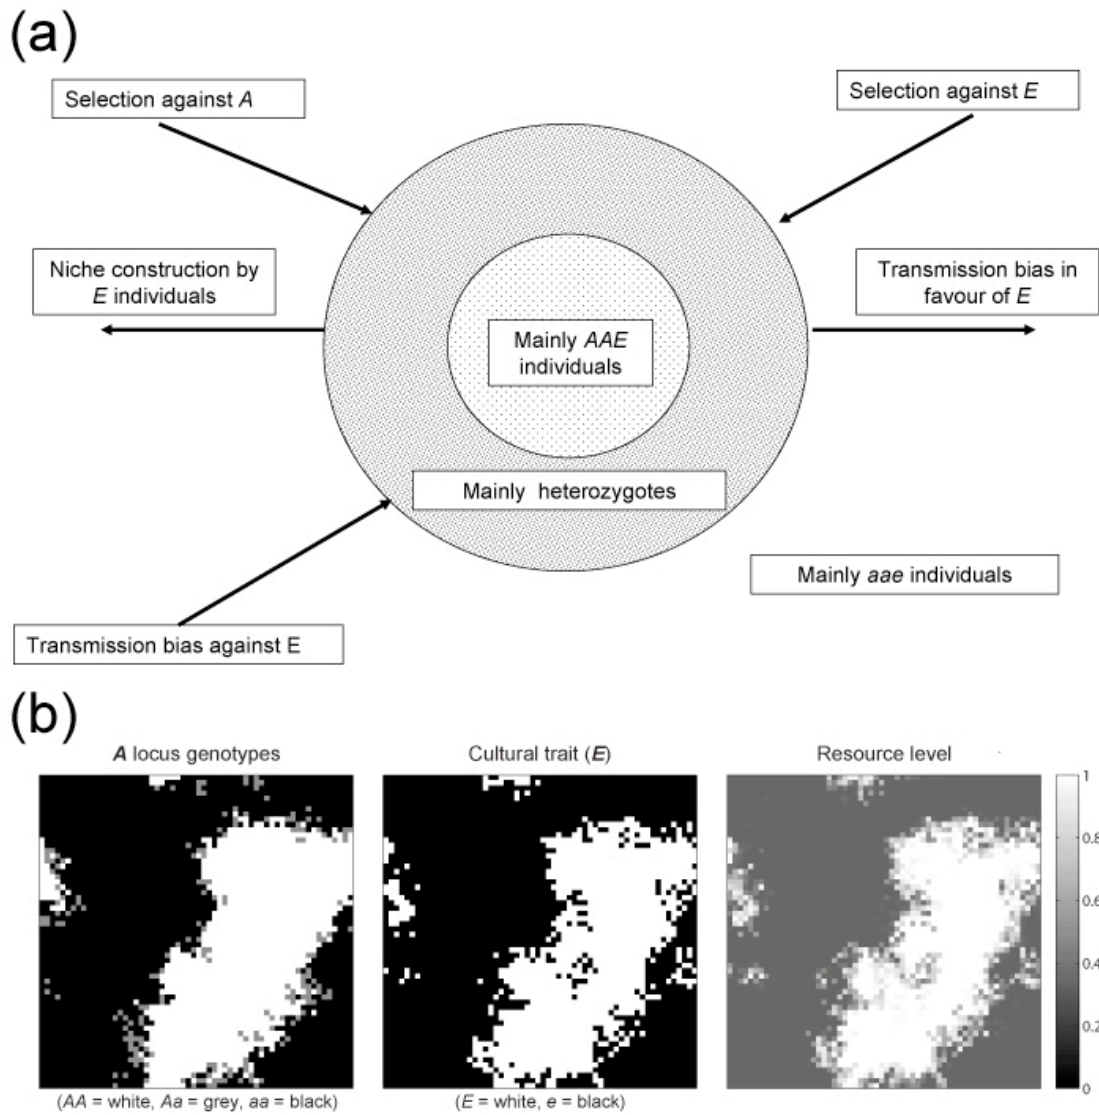 (a)
Selection against A
Selection against E
Niche construction by
E individuals
Transmission bias in
favour of E
Mainly AAE
individuals
Mainly heterozygotes
Mainly aae individuals
Transmission bias against E
(b)
A locus genotypes
Cultural trait (E)
Resource level
1
0.8
0.6
0.4
0.2
0
(AA = white, Aa = grey, aa = black)
(E = white, e = black)